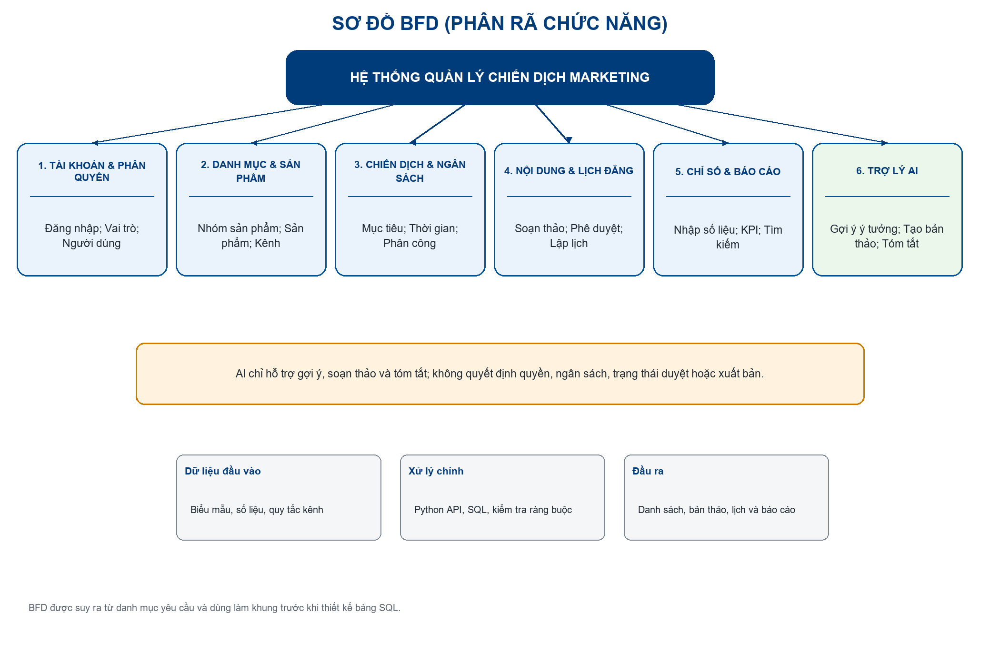 SƠ ĐỒ BFD (PHÂN RÃ CHỨC NĂNG)
HỆ THỐNG QUẢN LÝ CHIẾN DỊCH MARKETING
1. TÀI KHOẢN & PHÂN
QUYỀN
Đăng nhập; Vai trò;
Người dùng
2. DANH MỤC & SẢN
PHẨM
Nhóm sản phẩm; Sản
phẩm; Kênh
3. CHIẾN DỊCH & NGÂN
SÁCH
Mục tiêu; Thời gian;
Phân công
4. NỘI DUNG & LỊCH ĐĂNG
Soạn thảo; Phê duyệt;
Lập lịch
5. CHỈ SỐ & BÁO CÁO
Nhập số liệu; KPI; Tìm
kiếm
6. TRỢ LÝ AI
Gợi ý ý tưởng; Tạo bản
thảo; Tóm tắt
AI chỉ hỗ trợ gợi ý, soạn thảo và tóm tắt; không quyết định quyền, ngân sách, trạng thái duyệt hoặc xuất bản.
Dữ liệu đầu vào
Biểu mẫu, số liệu, quy tắc kênh
Xử lý chính
Python API, SQL, kiểm tra ràng buộc
Đầu ra
Danh sách, bản thảo, lịch và báo cáo
BFD được suy ra từ danh mục yêu cầu và dùng làm khung trước khi thiết kế bảng SQL.